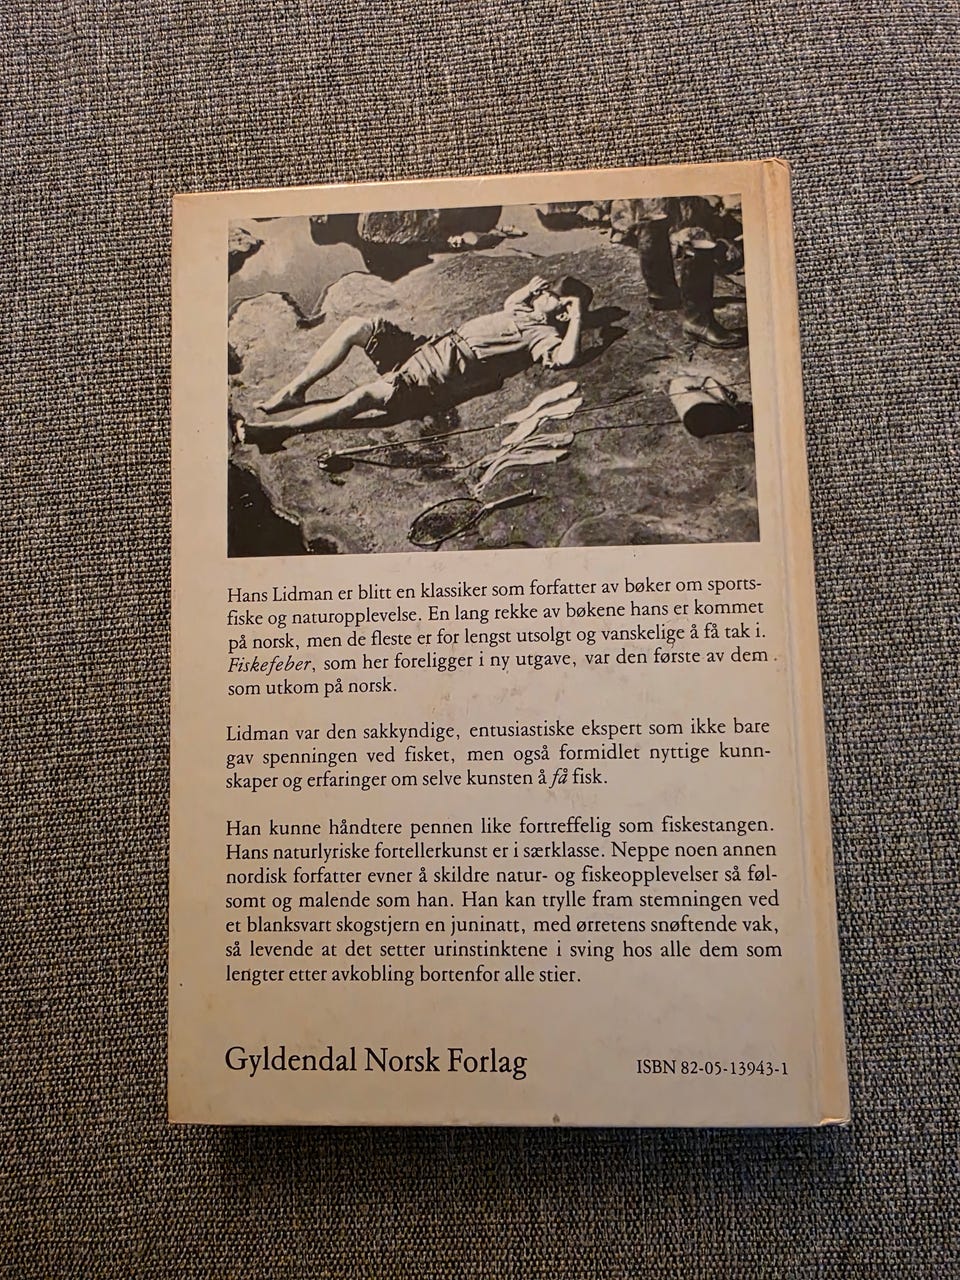 Hans Lidman er blitt en klassiker som forfatter av bøker om sports-
fiske og naturopplevelse. En lang rekke av bøkene hans er kommet
på norsk, men de fleste er for lengst utsolgt og vanskelige å få tak i.
Fiskefeber, som her foreligger i ny utgave, var den første av dem
som utkom på norsk.
Lidman var den sakkyndige, entusiastiske ekspert som ikke bare
gav spenningen ved fisket, men også formidlet nyttige kunn-
skaper og erfaringer om selve kunsten å få fisk.
Han kunne håndtere pennen like fortreffelig som fiskestangen.
Hans naturlyriske fortellerkunst er i særklasse. Neppe noen annen
nordisk forfatter evner å skildre natur- og fiskeopplevelser så føl-
somt og malende som han. Han kan trylle fram stemningen ved
et blanksvart skogstjern en juninatt, med ørretens snøftende vak,
så levende at det setter urinstinktene i sving hos alle dem som
lengter etter avkobling bortenfor alle stier.
Gyldendal Norsk Forlag
ISBN 82-05-13943-1